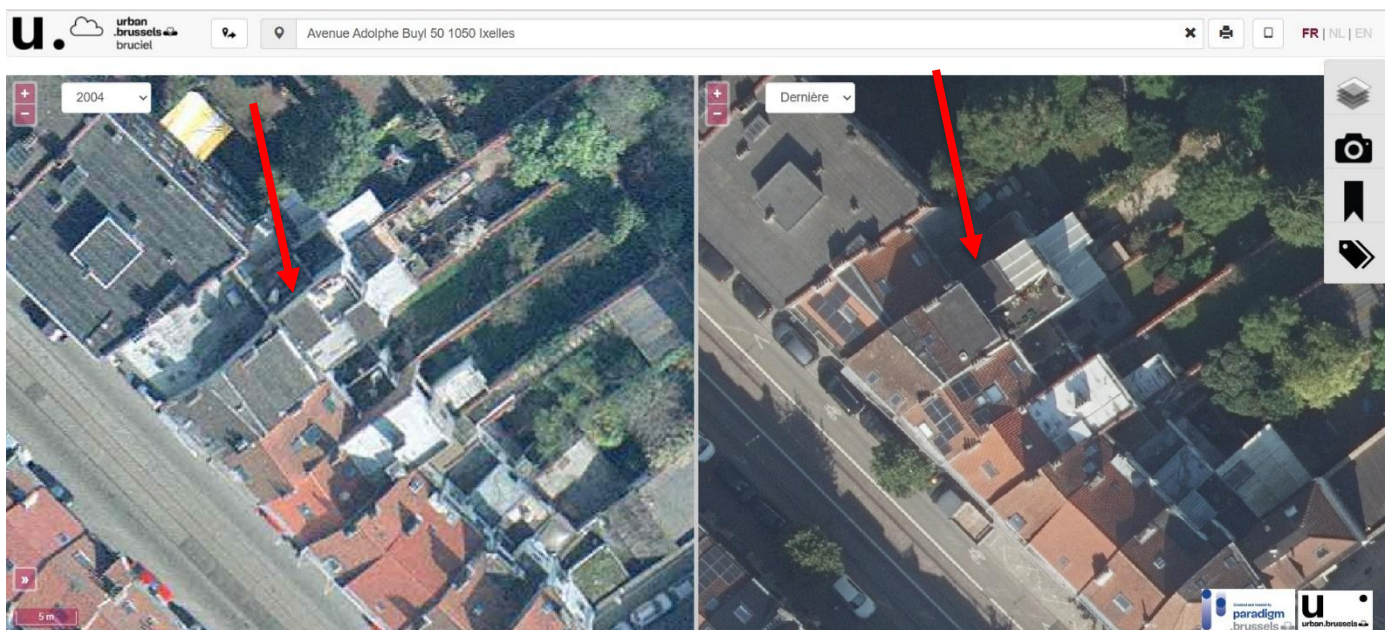 u. urban
.brussels
bruciel
Avenue Adolphe Buyl 50 1050 Ixelles
FR | NL | EN
2004
Dernière
5 m
paradigm
.brussels
u
urban.brussels